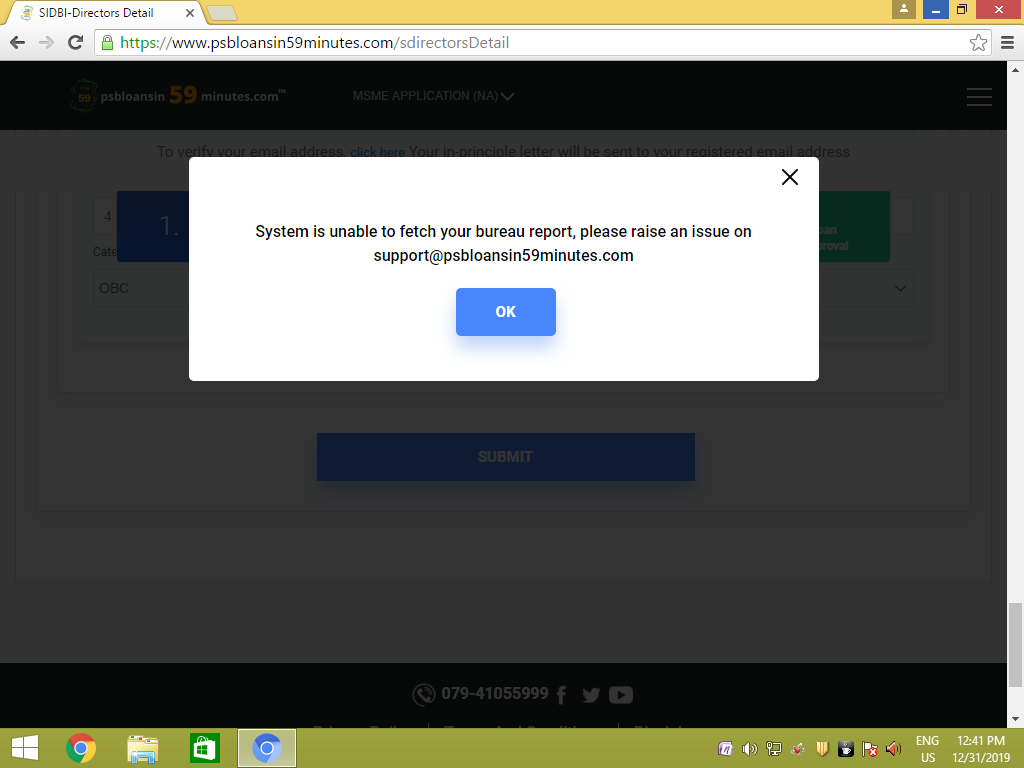 SIDBI-Directors Detail
https://www.psbloansin59minutes.com/sdirectorsDetail
59 psbloansin 59 minutes.com™
MSME APPLICATION (NA)
To verify your email address, click here Your in-principle letter will be sent to your registered email address
System is unable to fetch your bureau report, please raise an issue on
support@psbloansin59minutes.com
OK
4
1.
OBC
SUBMIT
079-41055999
ENG
US
12:41 PM
12/31/2019